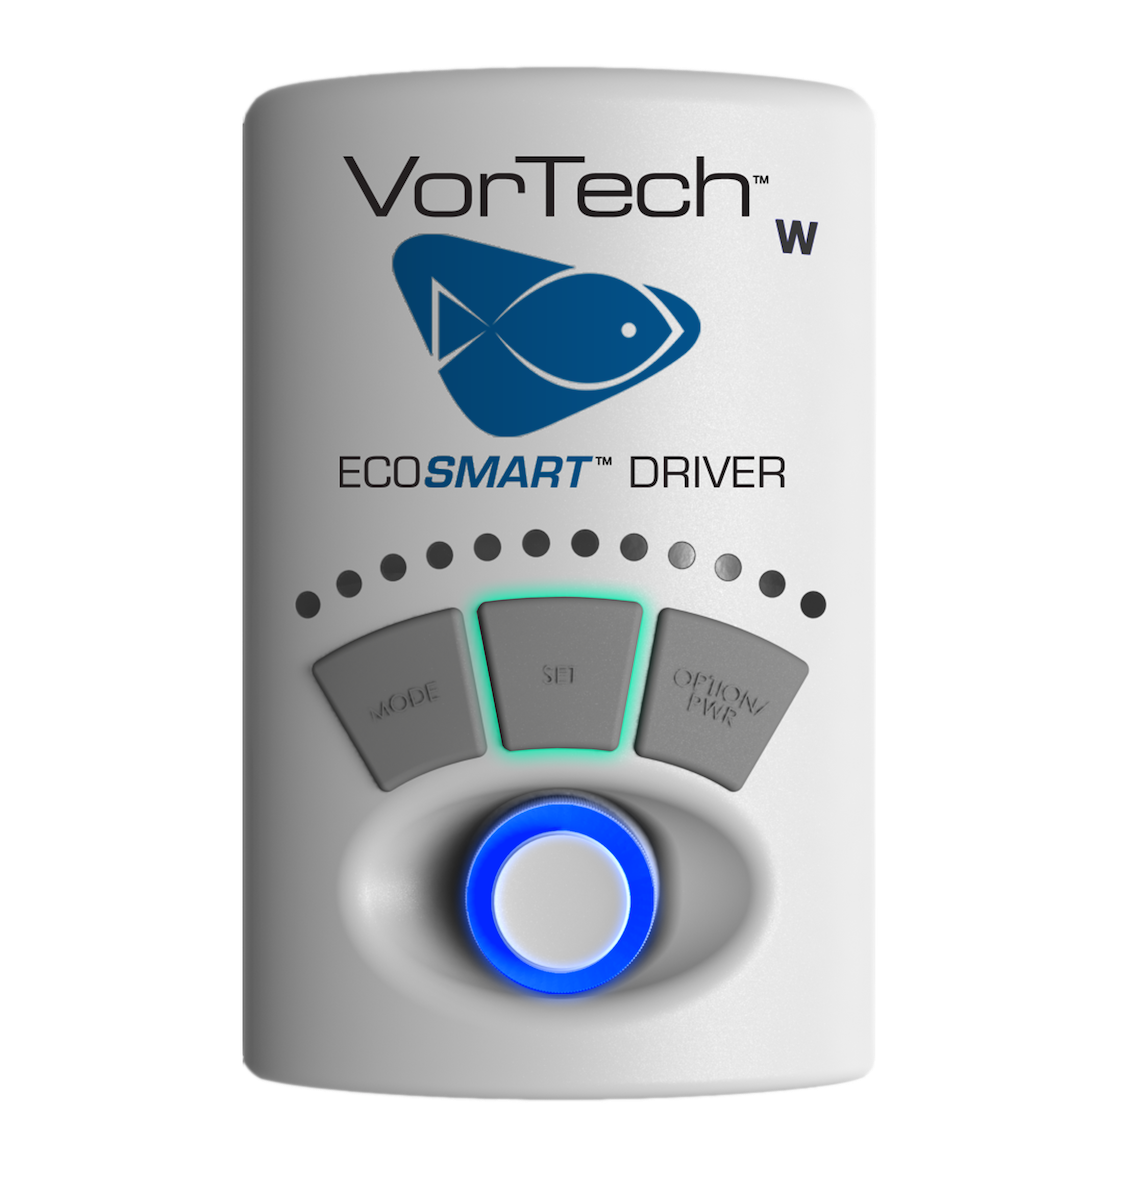 VorTech™
W
ECOSMART™ DRIVER
MODE
SET
OPTION/
PWR